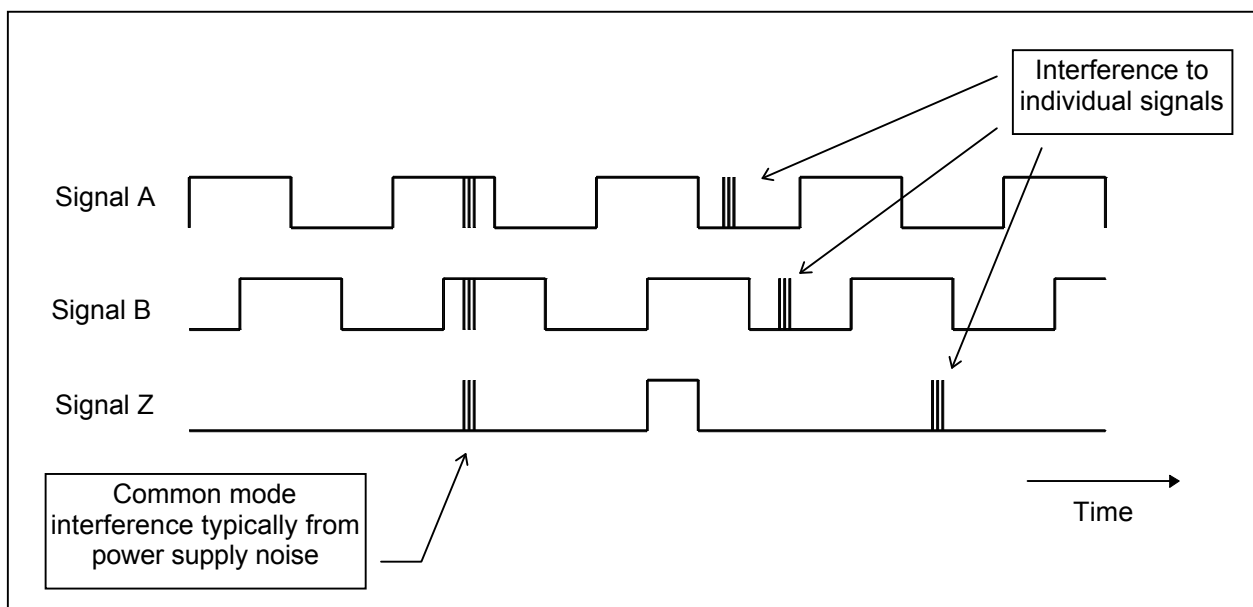 Interference to
individual signals
Signal A
Signal B
Signal Z
Common mode
interference typically from
power supply noise
Time